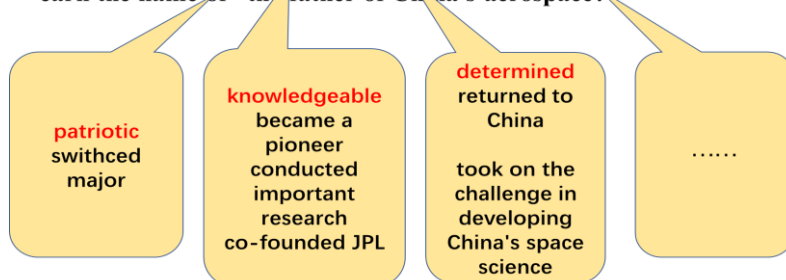 patriotic
swithced
major
knowledgeable
became a
pioneer
conducted
important
research
co-founded JPL
determined
returned to
China
took on the
challenge in
developing
China's space
science
......